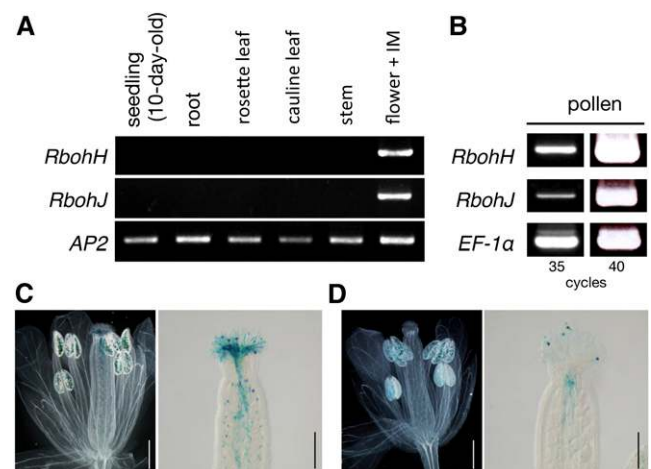 A
B
seedling
(10-day-old)
root
rosette leaf
cauline leaf
stem
flower + IM
pollen
RbohH
RbohJ
AP2
RbohH
RbohJ
EF-1α
35 40
cycles
C
D